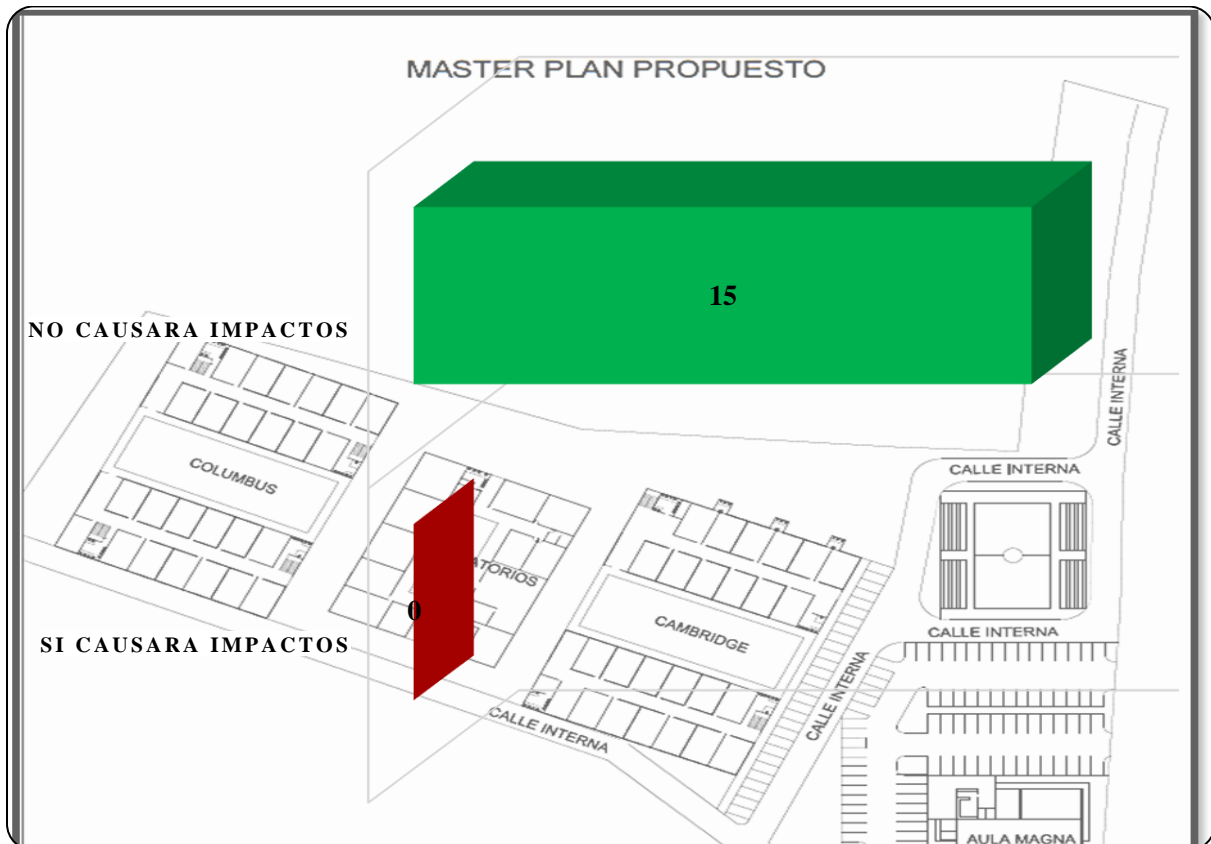 MASTER PLAN PROPUESTO
15
NO CAUSARA IMPACTOS
CALLE INTERNA
COLUMBUS
CALLE INTERNA
ATORIOS
0
CAMBRIDGE
CALLE INTERNA
SI CAUSARA IMPACTOS
CALLE INTERNA
CALLE INTERNA
AULA MAGNA